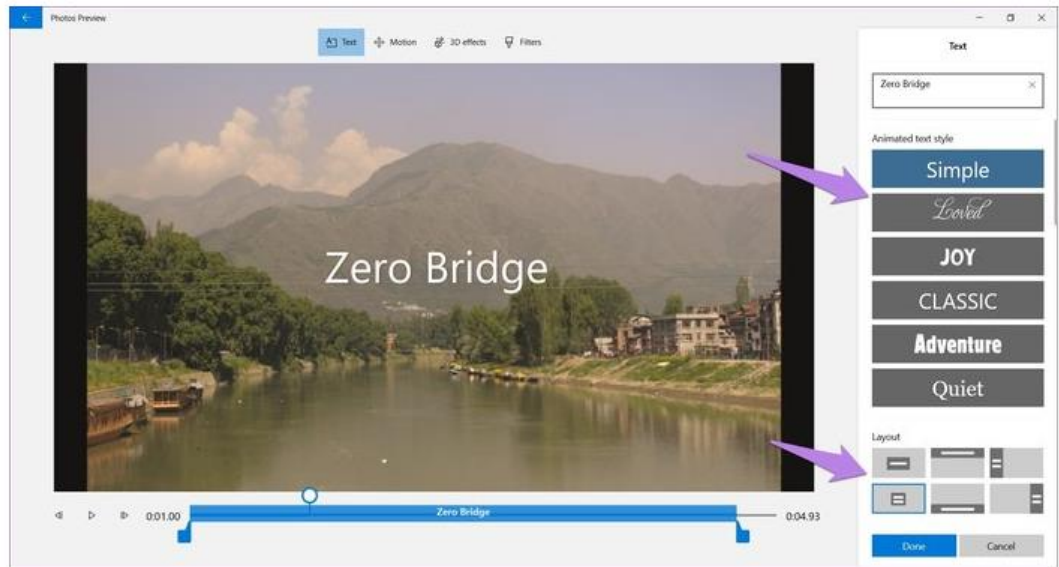 Photos Preview
Text Motion 3D effects Filters
Text
Zero Bridge
Animated text style
Simple
Loved
JOY
CLASSIC
Adventure
Quiet
Layout
Zero Bridge
0:01.00 Zero Bridge 0:04.93
Done Cancel